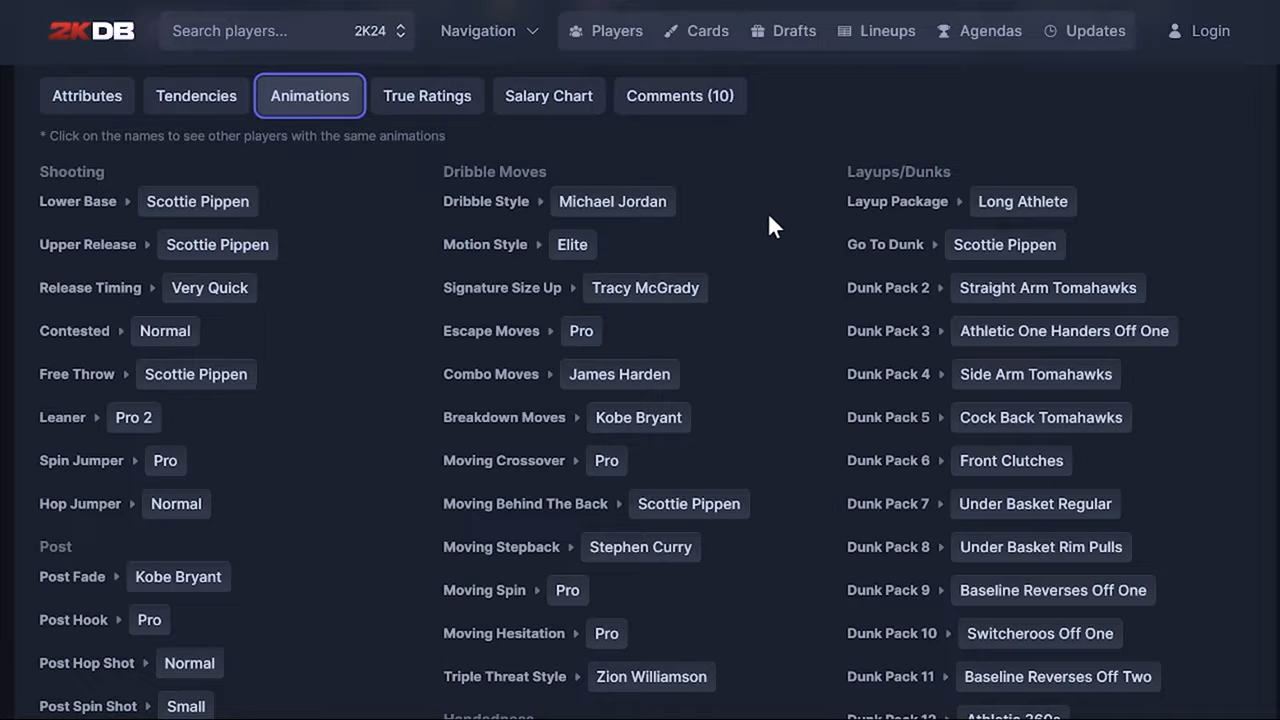 2KDB
Search players...
2K24
Navigation
Players
Cards
Drafts
Lineups
Agendas
Updates
Login
Attributes
Tendencies
Animations
True Ratings
Salary Chart
Comments (10)
* Click on the names to see other players with the same animations
Shooting
Lower Base Scottie Pippen
Upper Release Scottie Pippen
Release Timing Very Quick
Contested Normal
Free Throw Scottie Pippen
Leaner Pro 2
Spin Jumper Pro
Hop Jumper Normal
Post
Post Fade Kobe Bryant
Post Hook Pro
Post Hop Shot Normal
Post Spin Shot Small
Dribble Moves
Dribble Style Michael Jordan
Motion Style Elite
Signature Size Up Tracy McGrady
Escape Moves Pro
Combo Moves James Harden
Breakdown Moves Kobe Bryant
Moving Crossover Pro
Moving Behind The Back Scottie Pippen
Moving Stepback Stephen Curry
Moving Spin Pro
Moving Hesitation Pro
Triple Threat Style Zion Williamson
Handedness
Layups/Dunks
Layup Package Long Athlete
Go To Dunk Scottie Pippen
Dunk Pack 2 Straight Arm Tomahawks
Dunk Pack 3 Athletic One Handers Off One
Dunk Pack 4 Side Arm Tomahawks
Dunk Pack 5 Cock Back Tomahawks
Dunk Pack 6 Front Clutches
Dunk Pack 7 Under Basket Regular
Dunk Pack 8 Under Basket Rim Pulls
Dunk Pack 9 Baseline Reverses Off One
Dunk Pack 10 Switcheroos Off One
Dunk Pack 11 Baseline Reverses Off Two
Dunk Pack 12 Athletic 360s